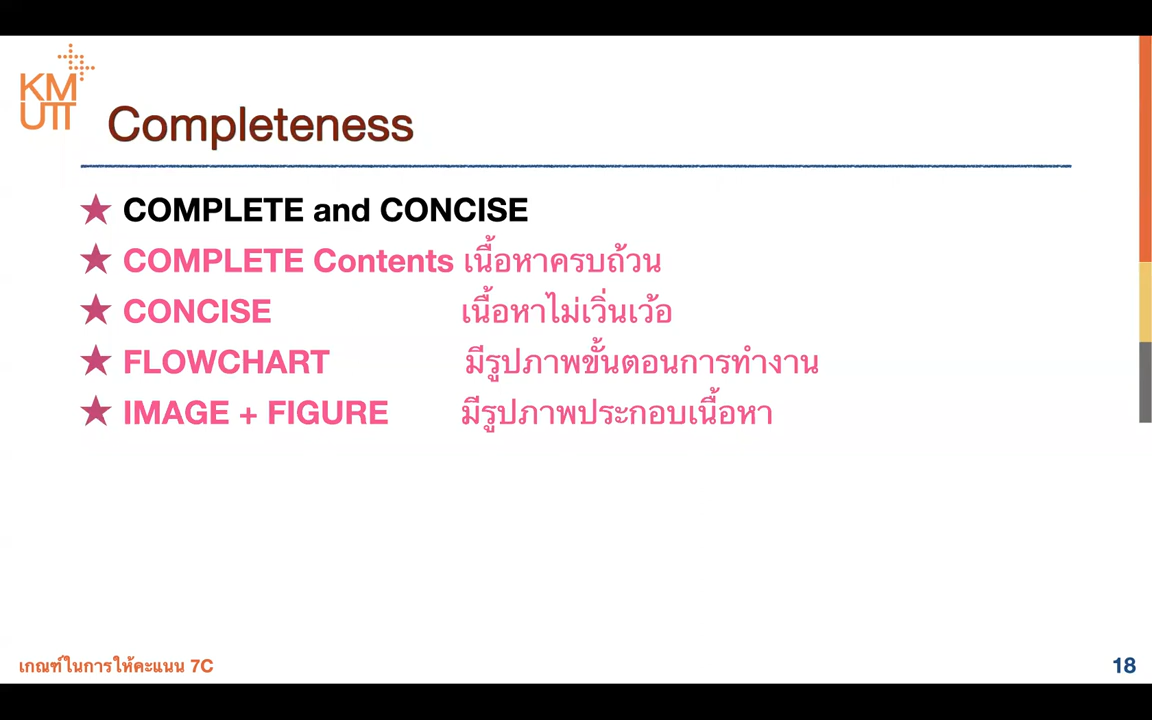 KM
UTT
Completeness
★ COMPLETE and CONCISE
★ COMPLETE Contents เนื้อหาครบถ้วน
★ CONCISE เนื้อหาไม่เวิ่นเว้อ
★ FLOWCHART มีรูปภาพขั้นตอนการทำงาน
★ IMAGE + FIGURE มีรูปภาพประกอบเนื้อหา
เกณฑ์ในการให้คะแนน 7C
18